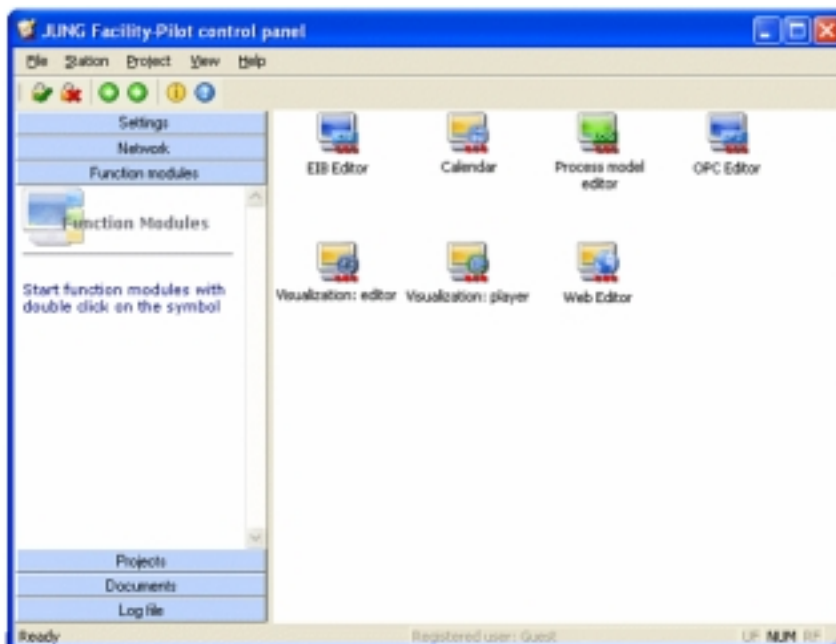 JUNG Facility-Pilot control panel
File Station Project View Help
Settings
Network
Function modules
Function Modules
Start function modules with
double click on the symbol
Projects
Documents
Log file
EIB Editor
Calendar
Process model
editor
OPC Editor
Visualization: editor
Visualization: player
Web Editor
Ready
Registered user: Guest
UF NUM RF